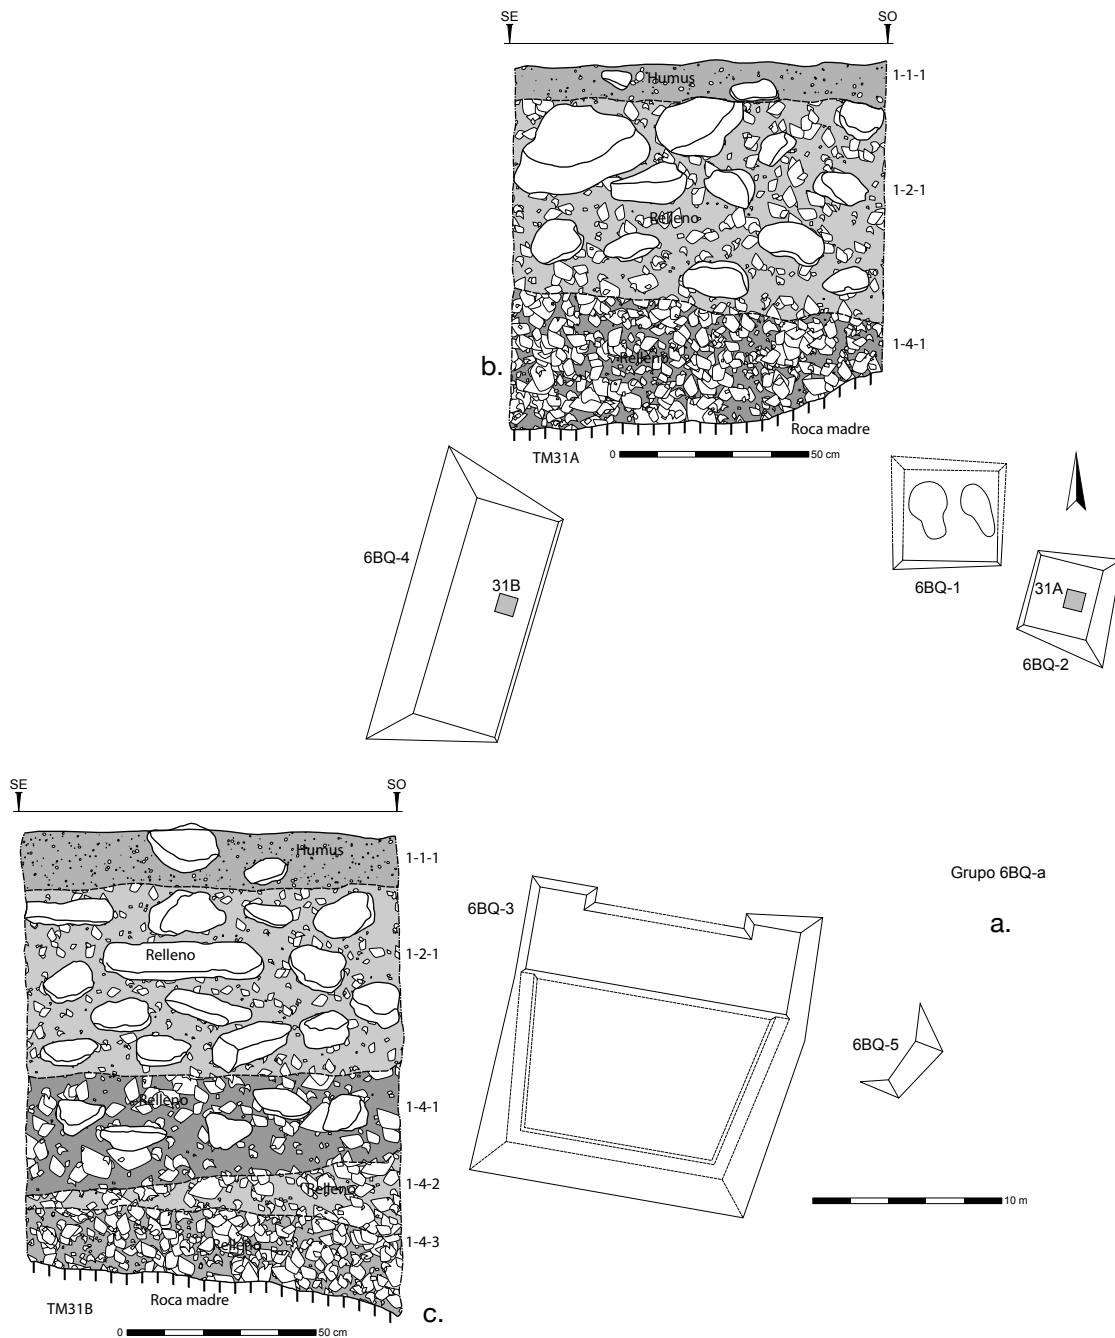 SE SO
Humus
1-1-1
1-2-1
Relleno
1-4-1
Relleno
b.
Roca madre
TM31A
0 50 cm
6BQ-4
31B
6BQ-1
31A
6BQ-2
SE SO
Humus
1-1-1
Relleno
1-2-1
Relleno
1-4-1
Relleno
1-4-2
Relleno
1-4-3
Roca madre
TM31B
c.
0 50 cm
Grupo 6BQ-a
a.
6BQ-3
6BQ-5
10 m